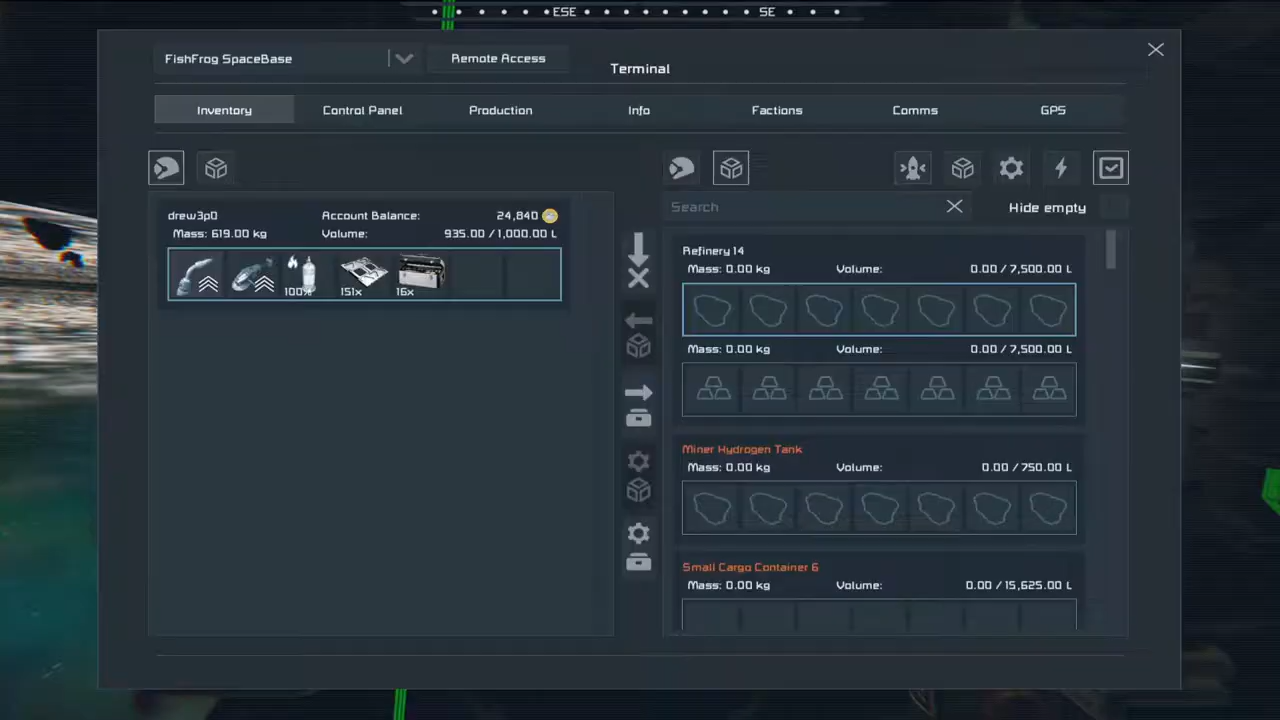 ESE SE
FishFrog SpaceBase
Remote Access
Terminal
Inventory Control Panel Production Info Factions Comms GPS
drew3p0 Account Balance: 24,840
Mass: 619.00 kg Volume: 935.00 / 1,000.00 L
100% 151x 16x
Search
Hide empty
Refinery 14
Mass: 0.00 kg Volume: 0.00 / 7,500.00 L
Mass: 0.00 kg Volume: 0.00 / 7,500.00 L
Miner Hydrogen Tank
Mass: 0.00 kg Volume: 0.00 / 750.00 L
Small Cargo Container 6
Mass: 0.00 kg Volume: 0.00 / 15,625.00 L